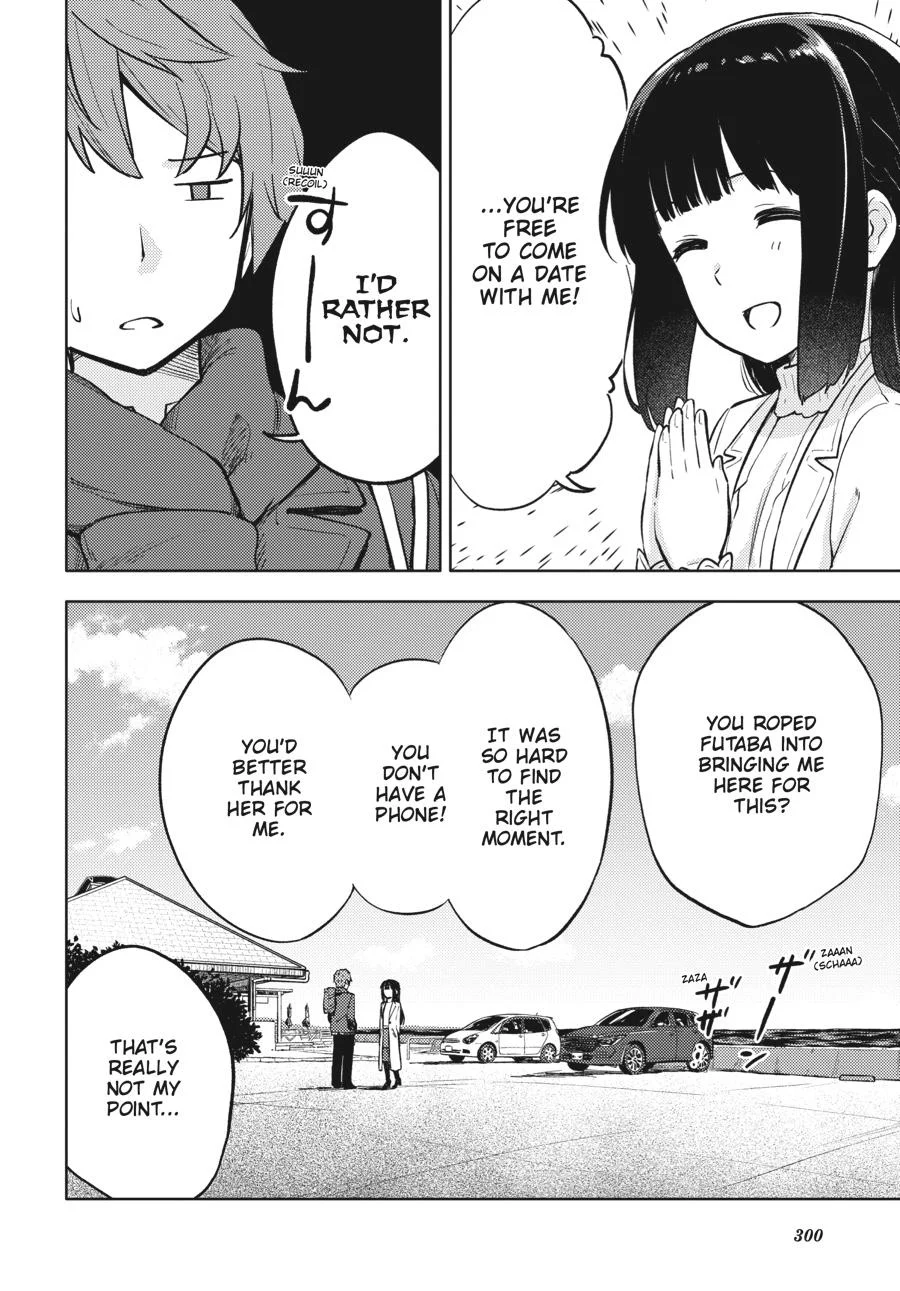 ...YOU'RE
FREE
TO COME
ON A DATE
WITH ME!
I'D
RATHER
NOT.
すーん
SUUUN
(RECOIL)
YOU ROPED
FUTABA INTO
BRINGING ME
HERE FOR
THIS?
IT WAS
SO HARD
TO FIND
THE
RIGHT
MOMENT.
YOU
DON'T
HAVE A
PHONE!
YOU'D
BETTER
THANK
HER FOR
ME.
ザザーン
ZAAAN
(SCHAAA)
ザザ
ZAZA
THAT'S
REALLY
NOT MY
POINT...
300